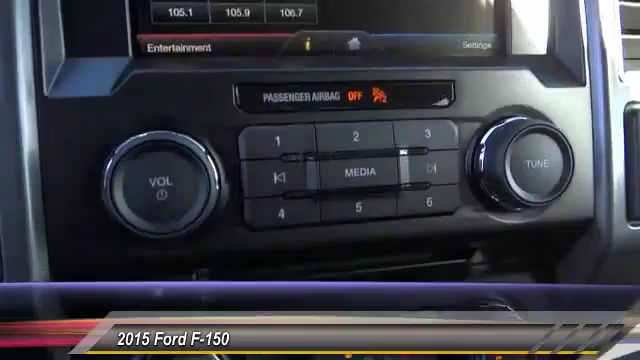 105.1 105.9 106.7
Entertainment i Settings
PASSENGER AIRBAG OFF 2
1 2 3
VOL MEDIA TUNE
4 5 6
2015 Ford F-150